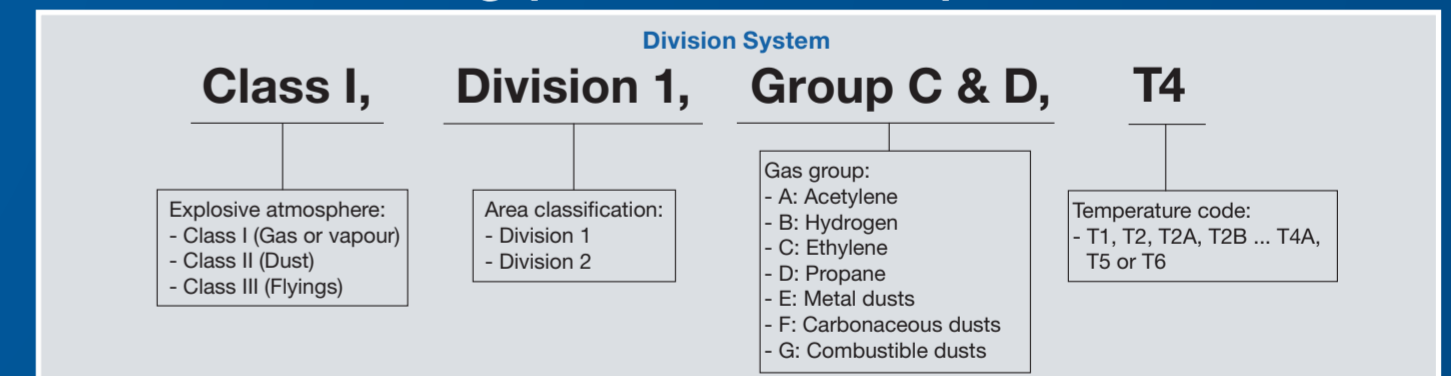 Division System
Class I, Division 1, Group C & D, T4
Explosive atmosphere:
- Class I (Gas or vapour)
- Class II (Dust)
- Class III (Flyings)
Area classification:
- Division 1
- Division 2
Gas group:
- A: Acetylene
- B: Hydrogen
- C: Ethylene
- D: Propane
- E: Metal dusts
- F: Carbonaceous dusts
- G: Combustible dusts
Temperature code:
- T1, T2, T2A, T2B ... T4A,
T5 or T6